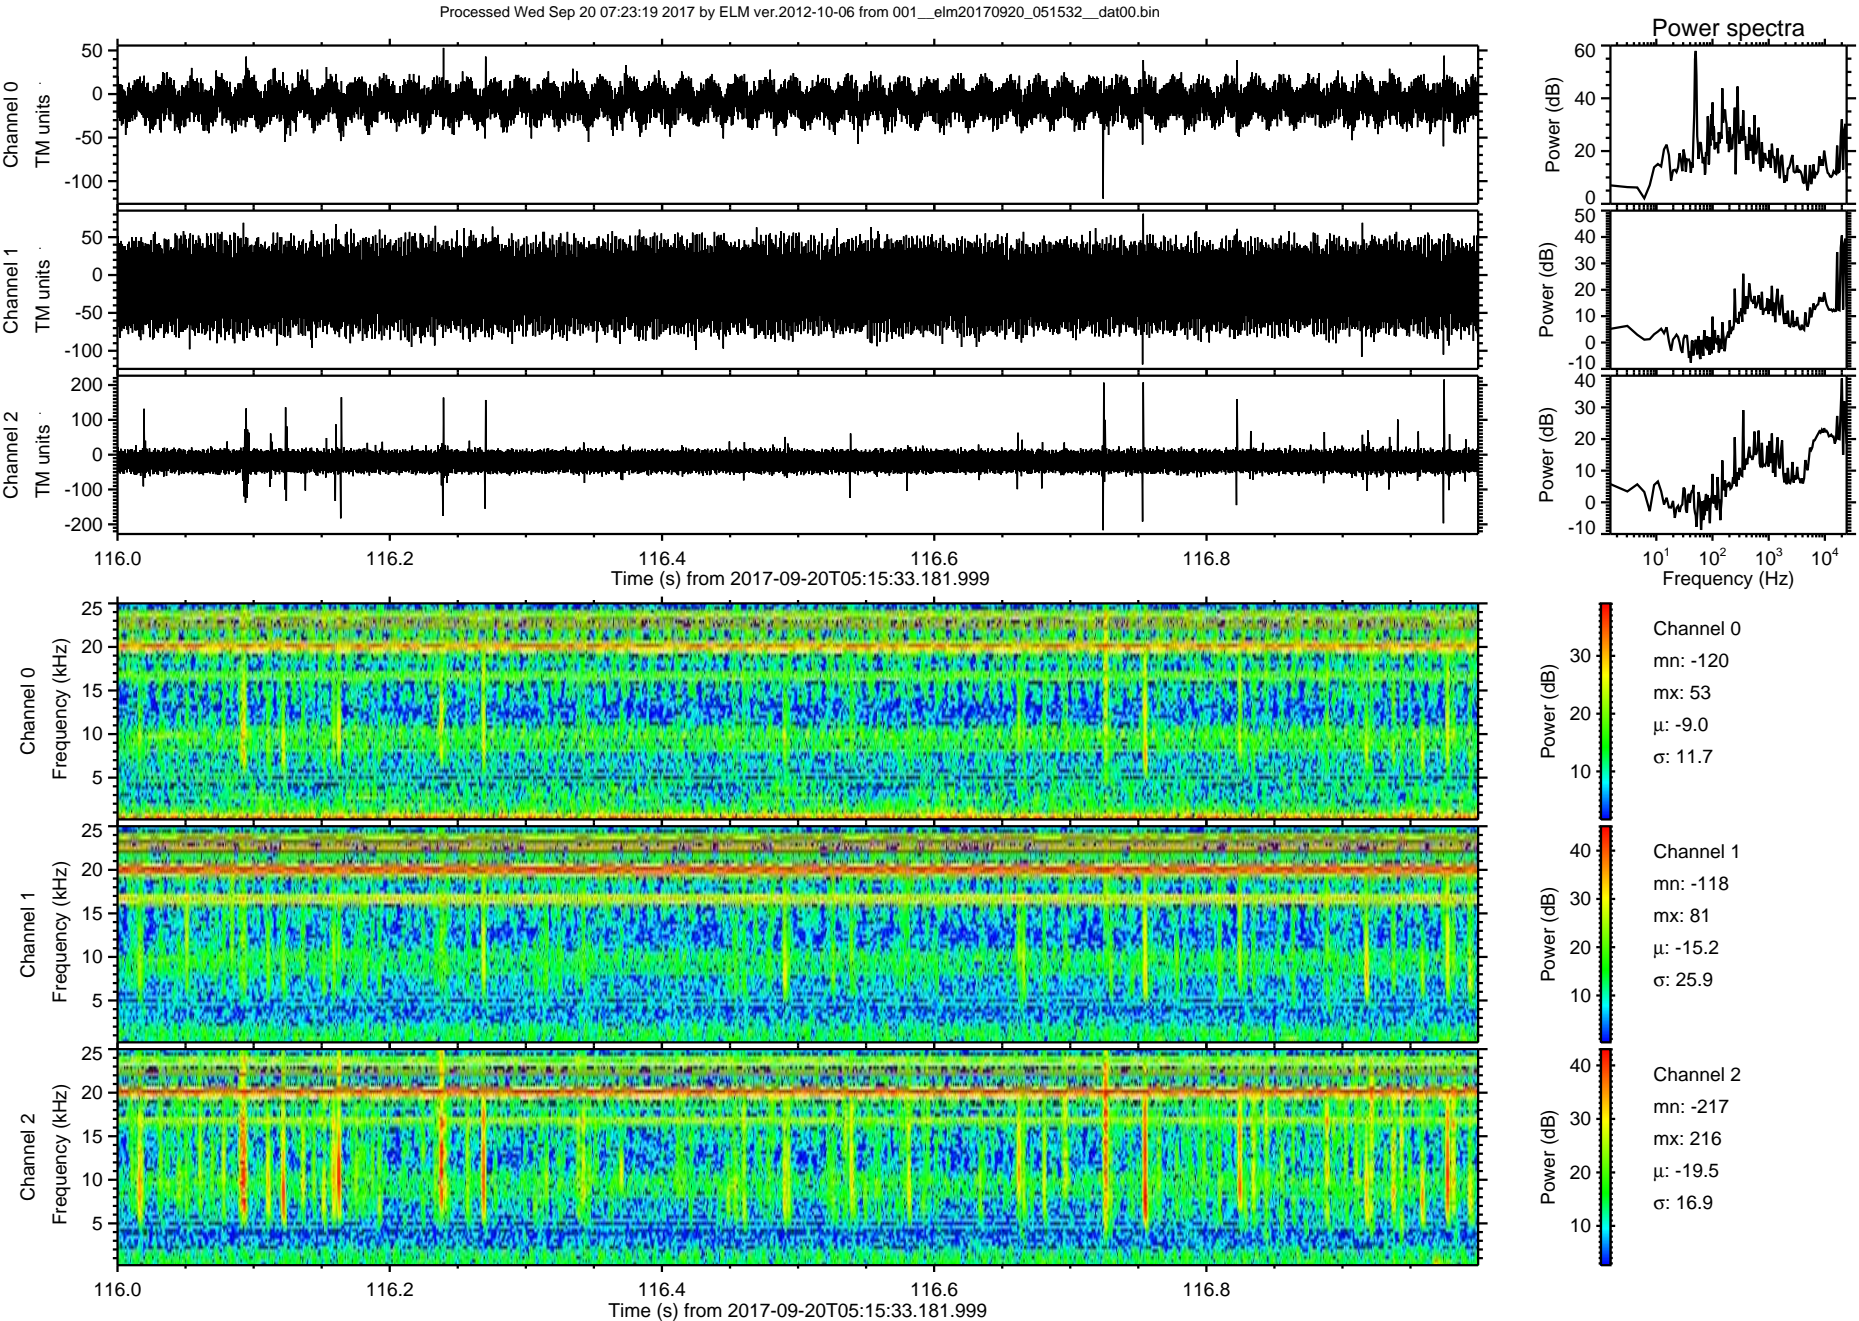 Processed Wed Sep 20 07:23:19 2017 by ELM ver.2012-10-06 from 001__elm20170920_051532__dat00.bin
Power spectra
Channel 0
TM units
50
0
-50
-100
Power (dB)
60
40
20
0
Channel 1
TM units
50
0
-50
-100
Power (dB)
50
40
30
20
10
0
-10
Channel 2
TM units
200
100
0
-100
-200
Power (dB)
40
30
20
10
0
-10
116.0 116.2 116.4 116.6 116.8
Time (s) from 2017-09-20T05:15:33.181.999
10^1 10^2 10^3 10^4
Frequency (Hz)
Channel 0
Frequency (kHz)
25
20
15
10
5
Power (dB)
30
20
10
Channel 0
mn: -120
mx: 53
μ: -9.0
σ: 11.7
Channel 1
Frequency (kHz)
25
20
15
10
5
Power (dB)
40
30
20
10
Channel 1
mn: -118
mx: 81
μ: -15.2
σ: 25.9
Channel 2
Frequency (kHz)
25
20
15
10
5
Power (dB)
40
30
20
10
Channel 2
mn: -217
mx: 216
μ: -19.5
σ: 16.9
116.0 116.2 116.4 116.6 116.8
Time (s) from 2017-09-20T05:15:33.181.999